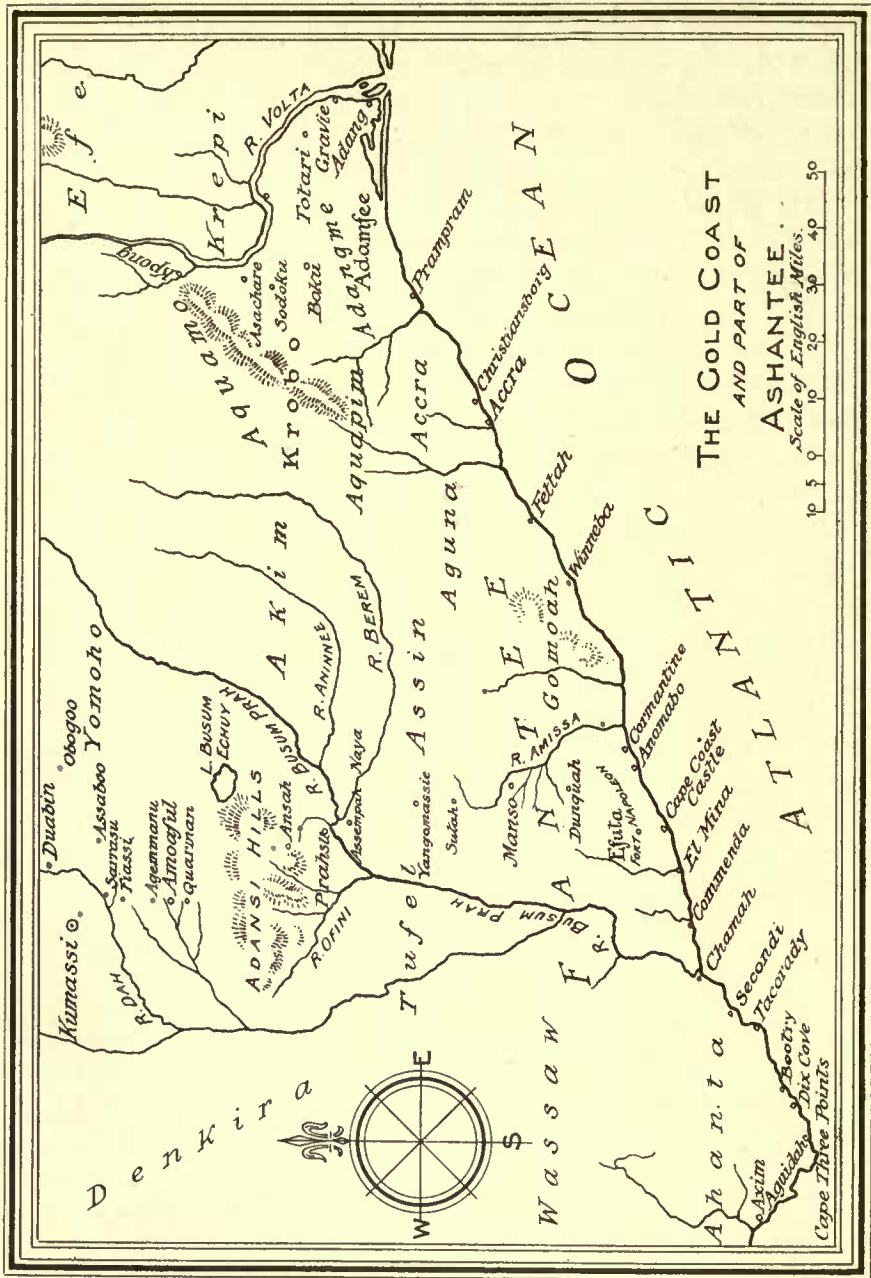 THE GOLD COAST
AND PART OF
ASHANTEE.
Scale of English Miles.
10 5 0 10 20 30 40 50
ATLANTIC OCEAN
W E
S
Denkira
Kumassi
Duabin
Obogoo
Assaboo
Yomoho
Sarrasu
Fiassi
Agemmanu
Amoaful
Quarman
R. DAH
L. BUSUM
ECHUY
ADANSI HILLS
Ansah
Prahsu
R. OFINI
R. BUSUM PRAH
R. ANINNEE
R. BEREM
Assempah
Naya
Akim
Aquamo
Krobo
Asachare
Sodoku
Baku
Aquapim
Akpong
Krepi
Efe
R. VOLTA
Totari
Gravie
Adang
Adangme
Adamfee
Accra
Prampram
Christiansborg
Accra
Fettah
Winneba
Aguna
Assin
Tufel
Yangomassie
Sutah
Manso
R. AMISSA
Dunquah
FANTEE
Gomoah
Efuta
FORT NAPOLEON
R. BUSUM PRAH
Cormantine
Anomabo
Cape Coast
Castle
El Mina
Commenda
Chamah
Secondi
Tacorady
Wassaw
Ahanta
Bootry
Dix Cove
Axim
Aquidah
Cape Three Points